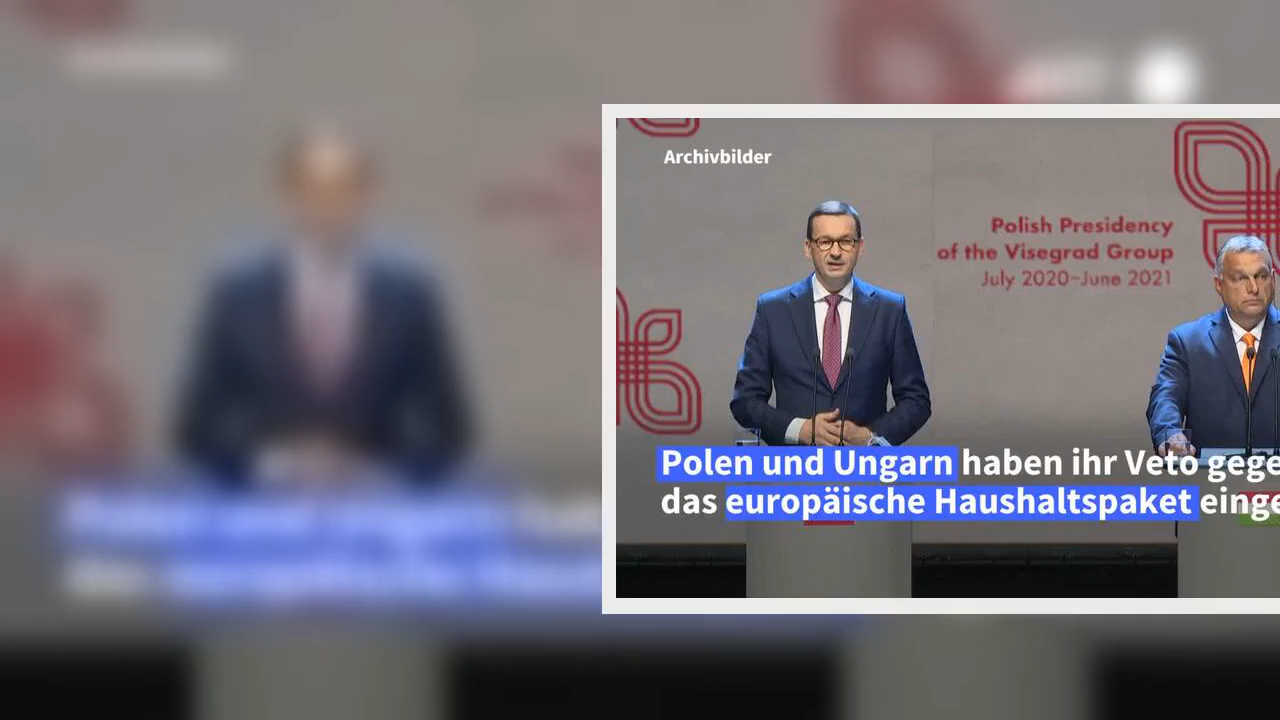 Archivbilder
Polish Presidency
of the Visegrad Group
July 2020–June 2021
Polen und Ungarn haben ihr Veto
das europäische Haushaltspaket